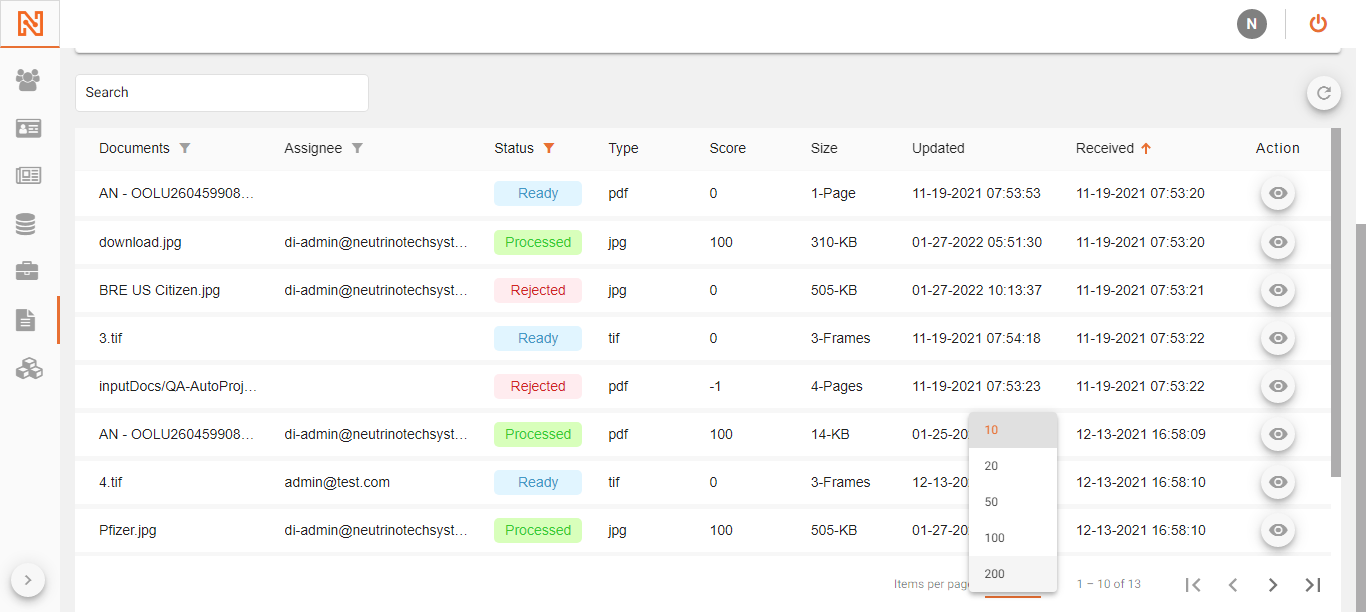 N
Search
Documents Assignee Status Type Score Size Updated Received Action
AN - OOLU260459908... Ready pdf 0 1-Page 11-19-2021 07:53:53 11-19-2021 07:53:20
download.jpg di-admin@neutrinotechsyst... Processed jpg 100 310-KB 01-27-2022 05:51:30 11-19-2021 07:53:20
BRE US Citizen.jpg di-admin@neutrinotechsyst... Rejected jpg 0 505-KB 01-27-2022 10:13:37 11-19-2021 07:53:21
3.tif Ready tif 0 3-Frames 11-19-2021 07:54:18 11-19-2021 07:53:22
inputDocs/QA-AutoProj... Rejected pdf -1 4-Pages 11-19-2021 07:53:23 11-19-2021 07:53:22
AN - OOLU260459908... di-admin@neutrinotechsyst... Processed pdf 100 14-KB 01-25-20 12-13-2021 16:58:09
10
20
4.tif admin@test.com Ready tif 0 3-Frames 12-13-20 12-13-2021 16:58:10
50
Pfizer.jpg di-admin@neutrinotechsyst... Processed jpg 100 505-KB 01-27-20 12-13-2021 16:58:10
100
200
Items per page 1 – 10 of 13